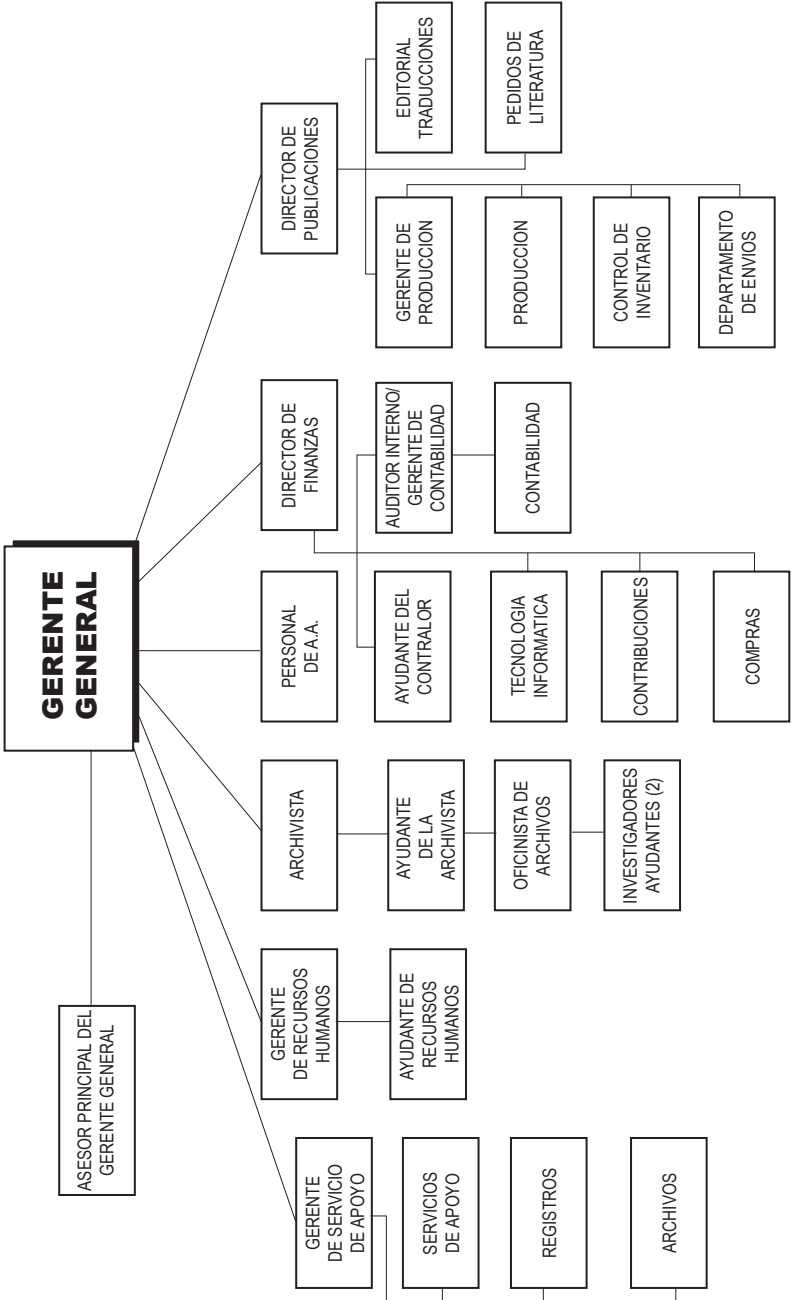 GERENTE
GENERAL
ASESOR PRINCIPAL DEL
GERENTE GENERAL
GERENTE
DE SERVICIO
DE APOYO
SERVICIOS
DE APOYO
REGISTROS
ARCHIVOS
GERENTE
DE RECURSOS
HUMANOS
AYUDANTE DE
RECURSOS
HUMANOS
ARCHIVISTA
AYUDANTE
DE LA
ARCHIVISTA
OFICINISTA DE
ARCHIVOS
INVESTIGADORES
AYUDANTES (2)
PERSONAL
DE A.A.
DIRECTOR DE
FINANZAS
AYUDANTE DEL
CONTRALOR
AUDITOR INTERNO/
GERENTE DE
CONTABILIDAD
CONTABILIDAD
TECNOLOGIA
INFORMATICA
CONTRIBUCIONES
COMPRAS
DIRECTOR DE
PUBLICACIONES
GERENTE DE
PRODUCCION
EDITORIAL
TRADUCCIONES
PRODUCCION
PEDIDOS DE
LITERATURA
CONTROL DE
INVENTARIO
DEPARTAMENTO
DE ENVIOS